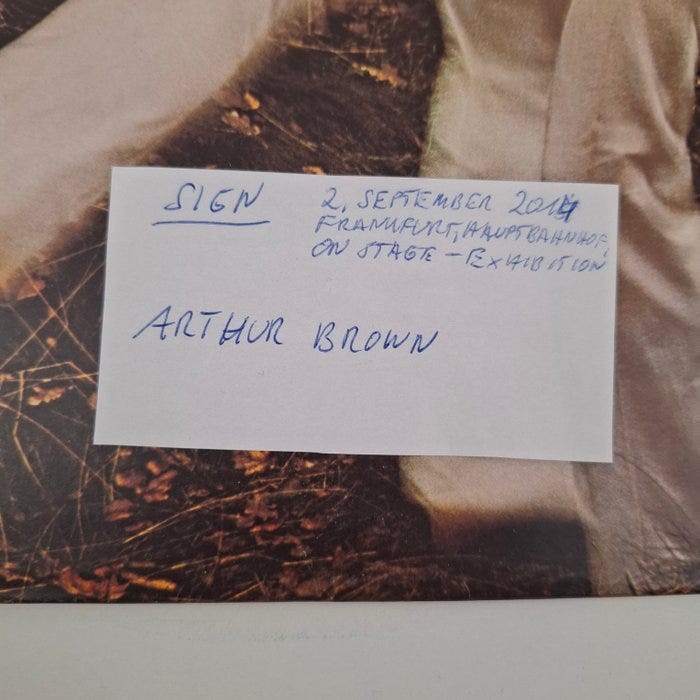 SIGN
2, SEPTEMBER 2014
FRANKFURT, HAUPTBAHNHOF,
ON STAGE - EXHIBITION
ARTHUR BROWN